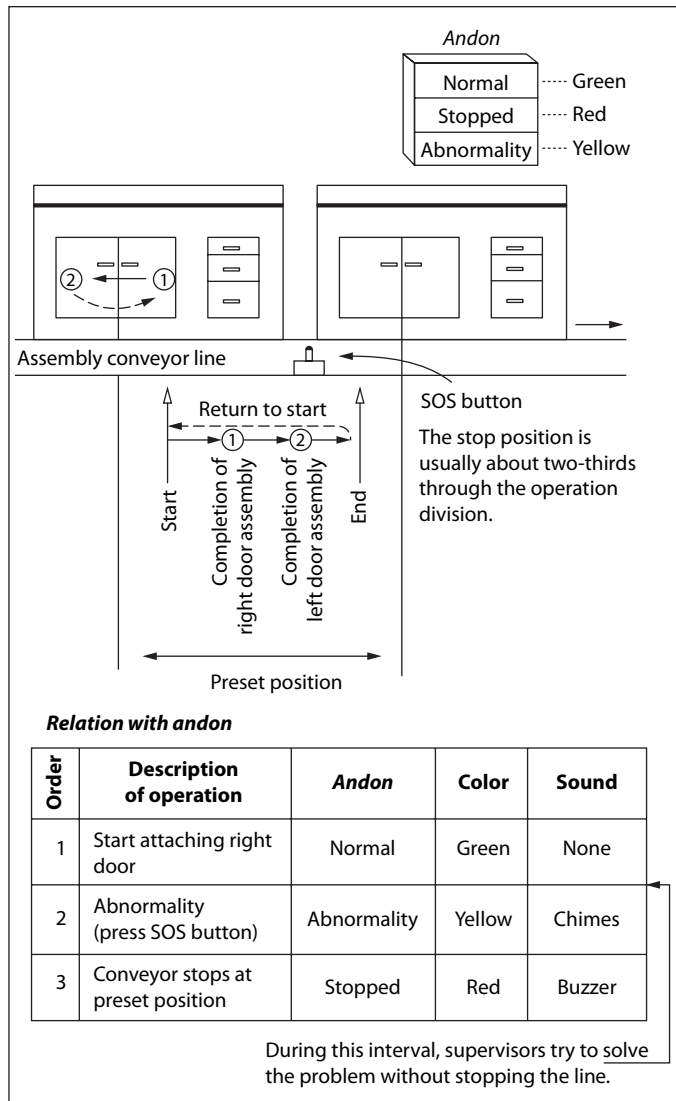 Andon
Normal
Green
Stopped
Red
Abnormality
Yellow
2
1
Assembly conveyor line
SOS button
The stop position is
usually about two-thirds
through the operation
division.
Return to start
1
2
Start
Completion of
right door assembly
Completion of
left door assembly
End
Preset position
Relation with andon
Order
Description
of operation
Andon
Color
Sound
1
Start attaching right
door
Normal
Green
None
2
Abnormality
(press SOS button)
Abnormality
Yellow
Chimes
3
Conveyor stops at
preset position
Stopped
Red
Buzzer
During this interval, supervisors try to solve
the problem without stopping the line.